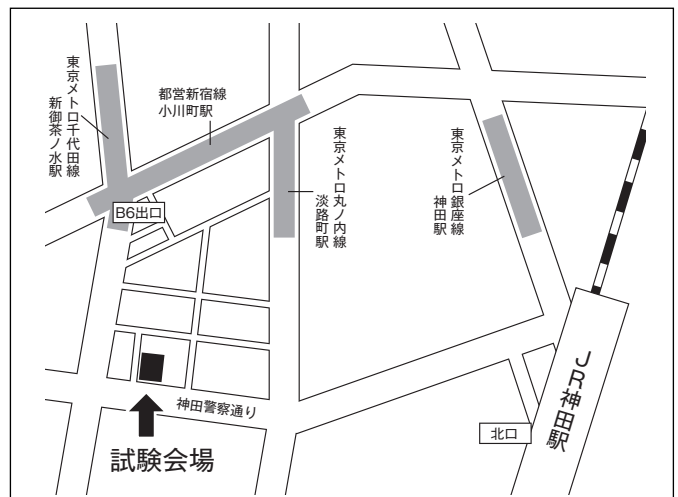 東京メトロ千代田線
新御茶ノ水駅
都営新宿線
小川町駅
東京メトロ丸ノ内線
淡路町駅
東京メトロ銀座線
神田駅
B6出口
神田警察通り
試験会場
北口
JR神田駅